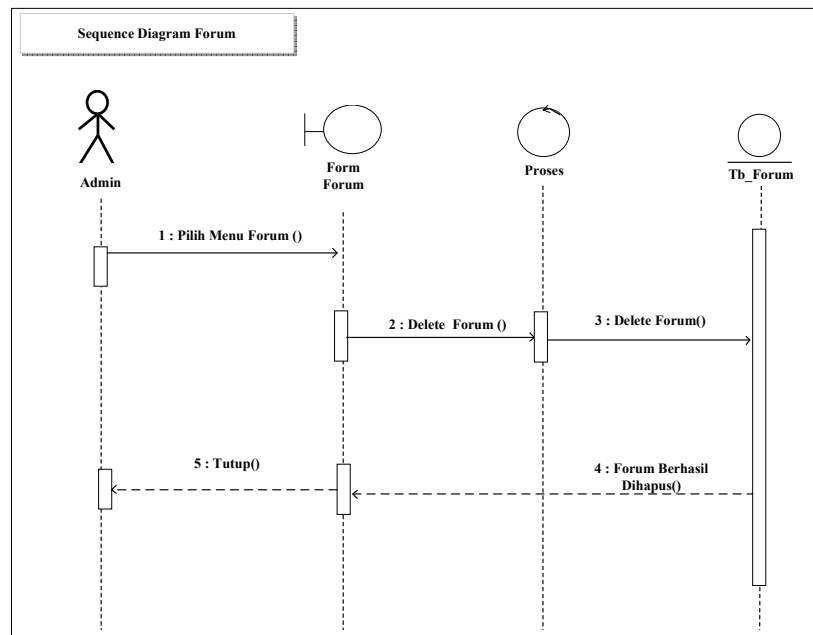 Sequence Diagram Forum
Admin
Form
Forum
Proses
Tb_Forum
1 : Pilih Menu Forum ()
2 : Delete Forum ()
3 : Delete Forum()
4 : Forum Berhasil
Dihapus()
5 : Tutup()